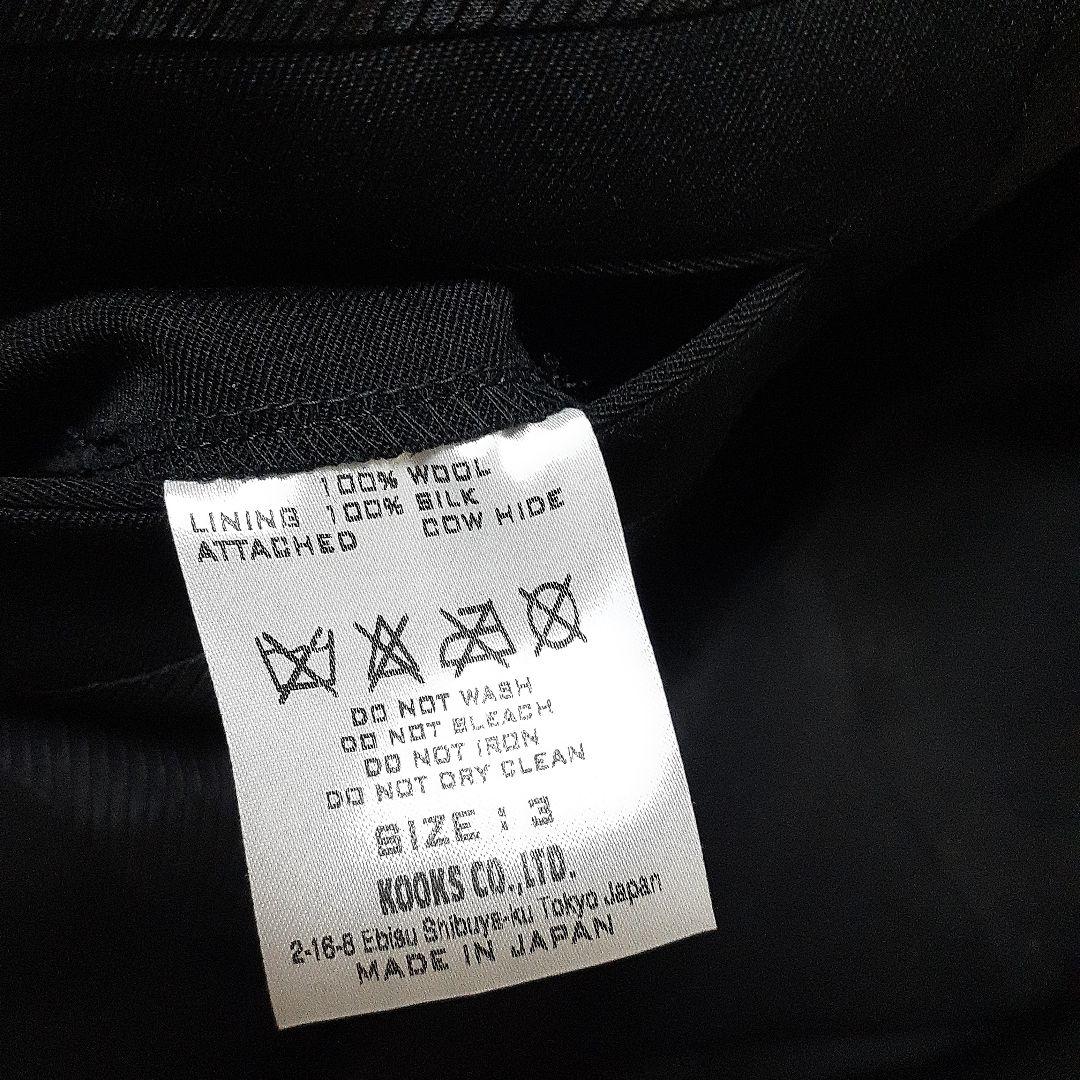 100% WOOL
LINING 100% SILK
ATTACHED COW HIDE
DO NOT WASH
DO NOT BLEACH
DO NOT IRON
DO NOT DRY CLEAN
SIZE : 3
KOOKS CO.,LTD.
2-16-8 Ebisu Shibuya-ku Tokyo Japan
MADE IN JAPAN